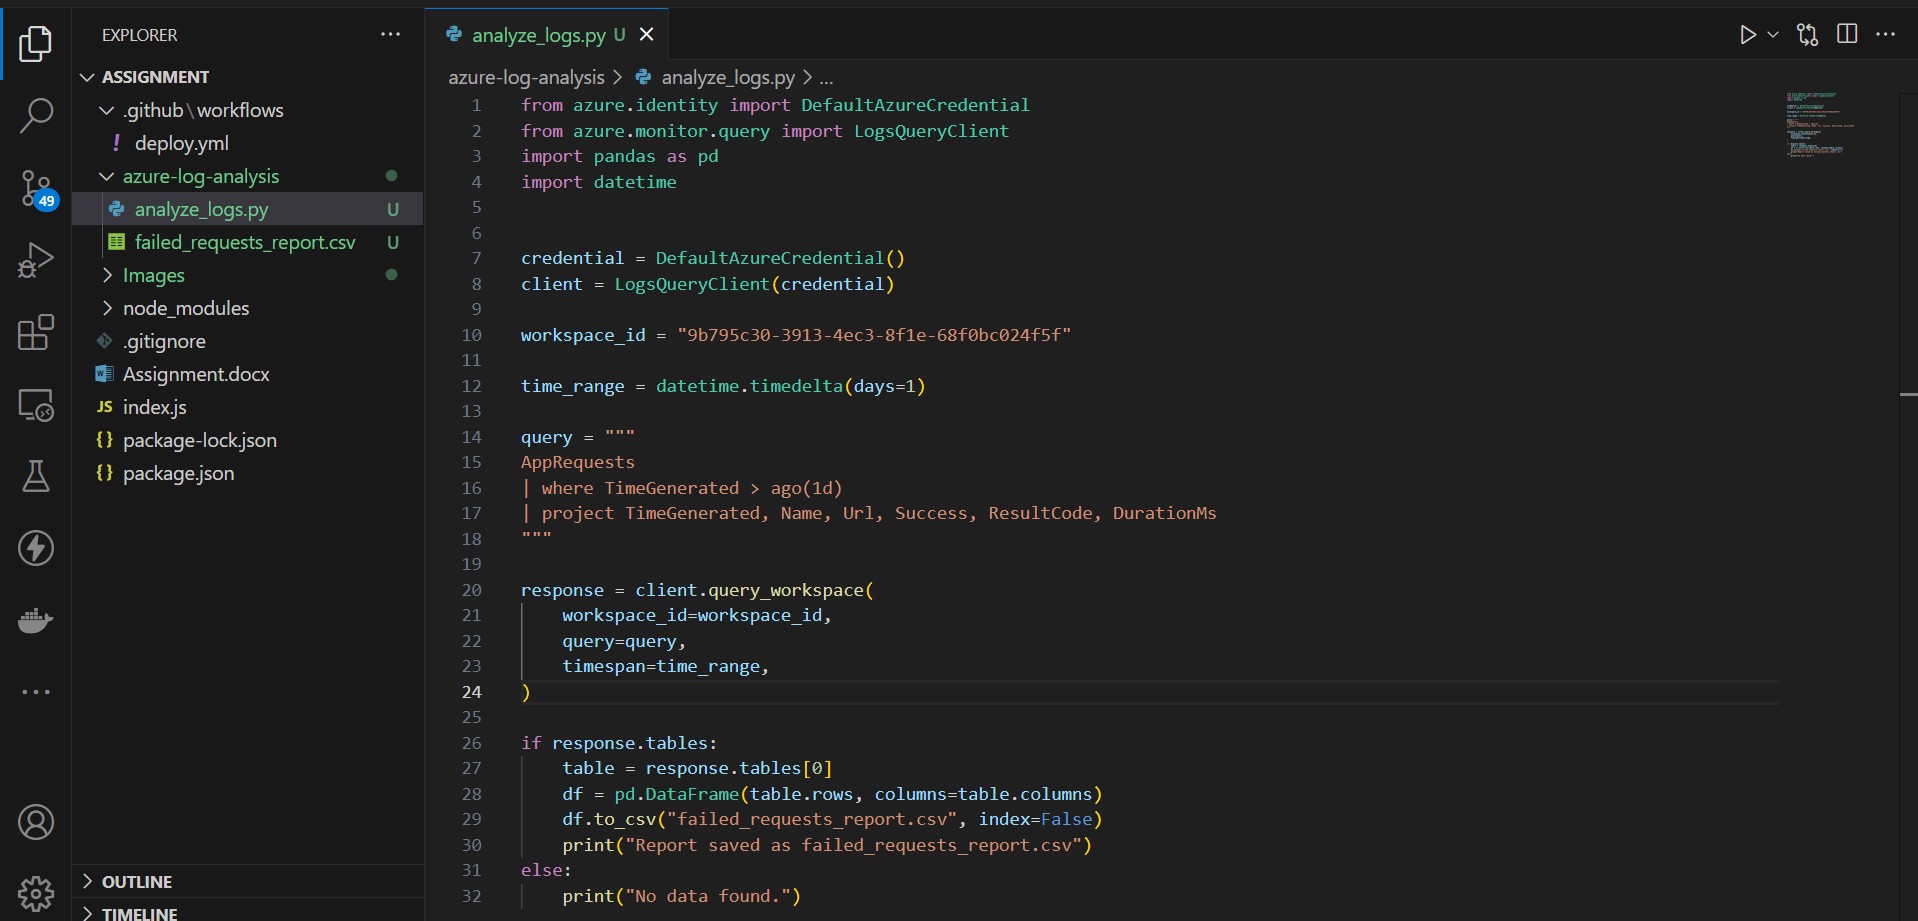 EXPLORER
ASSIGNMENT
.github\workflows
! deploy.yml
azure-log-analysis
analyze_logs.py U
failed_requests_report.csv U
Images
node_modules
.gitignore
Assignment.docx
JS index.js
{} package-lock.json
{} package.json
OUTLINE
TIMELINE
49
analyze_logs.py U
azure-log-analysis > analyze_logs.py > ...
1 from azure.identity import DefaultAzureCredential
2 from azure.monitor.query import LogsQueryClient
3 import pandas as pd
4 import datetime
5
6
7 credential = DefaultAzureCredential()
8 client = LogsQueryClient(credential)
9
10 workspace_id = "9b795c30-3913-4ec3-8f1e-68f0bc024f5f"
11
12 time_range = datetime.timedelta(days=1)
13
14 query = """
15 AppRequests
16 | where TimeGenerated > ago(1d)
17 | project TimeGenerated, Name, Url, Success, ResultCode, DurationMs
18 """
19
20 response = client.query_workspace(
21     workspace_id=workspace_id,
22     query=query,
23     timespan=time_range,
24 )
25
26 if response.tables:
27     table = response.tables[0]
28     df = pd.DataFrame(table.rows, columns=table.columns)
29     df.to_csv("failed_requests_report.csv", index=False)
30     print("Report saved as failed_requests_report.csv")
31 else:
32     print("No data found.")